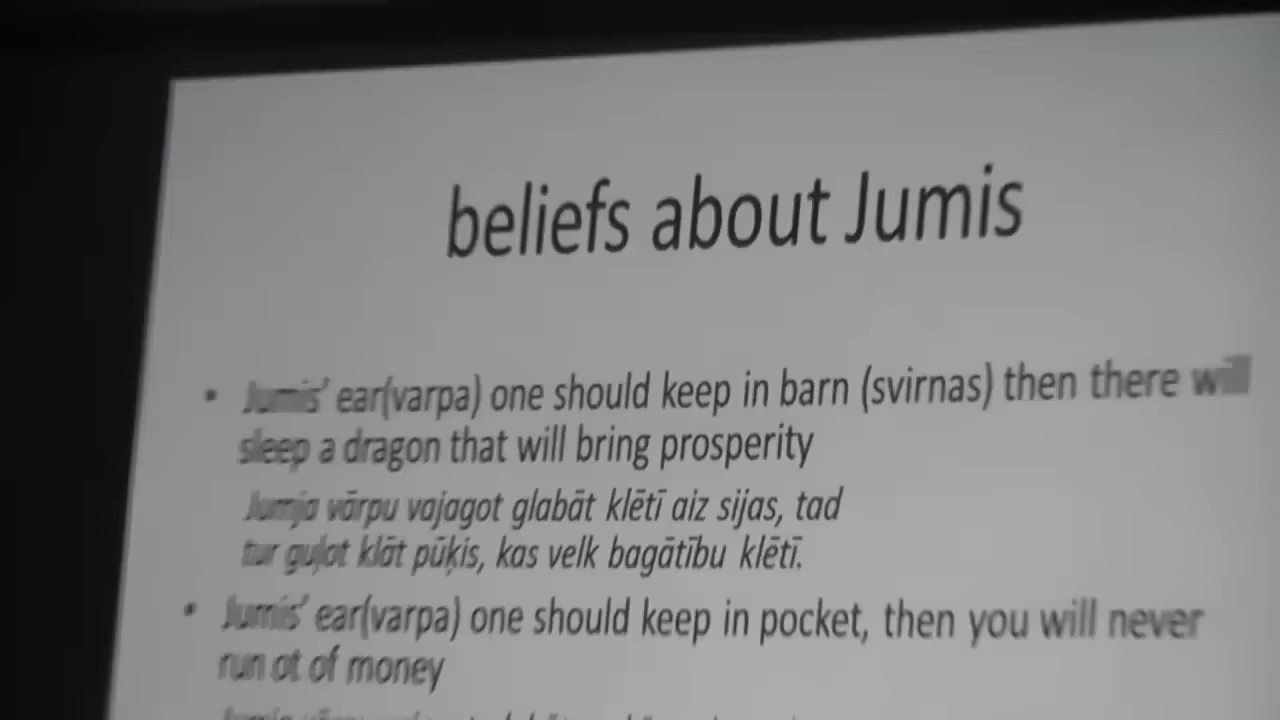 beliefs about Jumis
• Jumis' ear(varpa) one should keep in barn (svirnas) then there will
sleep a dragon that will bring prosperity
Jumja vārpu vajagot glabāt klētī aiz sijas, tad
tur guļot klāt pūķis, kas velk bagātību klētī.
• Jumis' ear(varpa) one should keep in pocket, then you will never
run ot of money